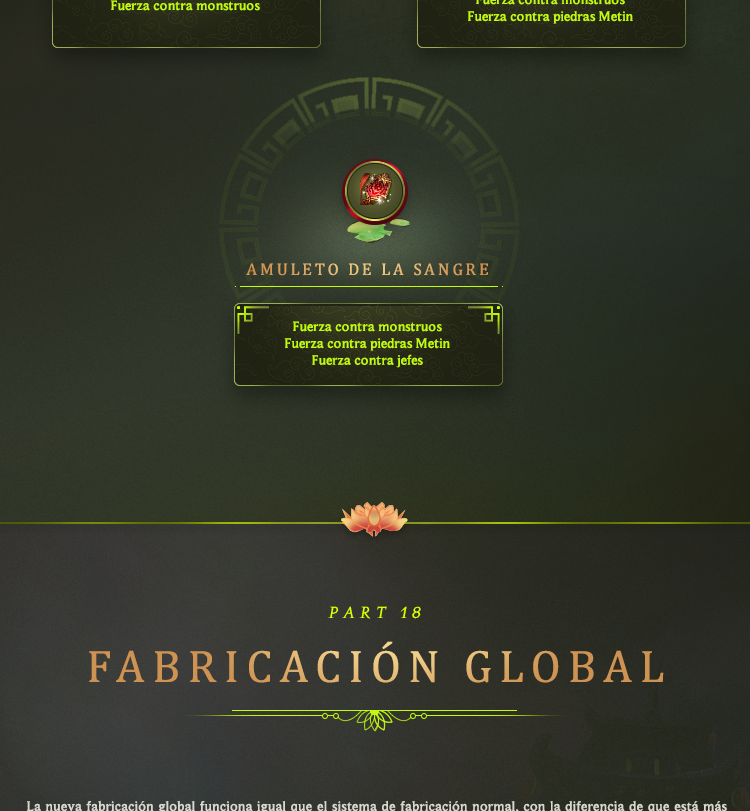 Fuerza contra monstruos
Fuerza contra monstruos
Fuerza contra piedras Metin
AMULETO DE LA SANGRE
Fuerza contra monstruos
Fuerza contra piedras Metin
Fuerza contra jefes
PART 18
FABRICACIÓN GLOBAL
La nueva fabricación global funciona igual que el sistema de fabricación normal, con la diferencia de que está más